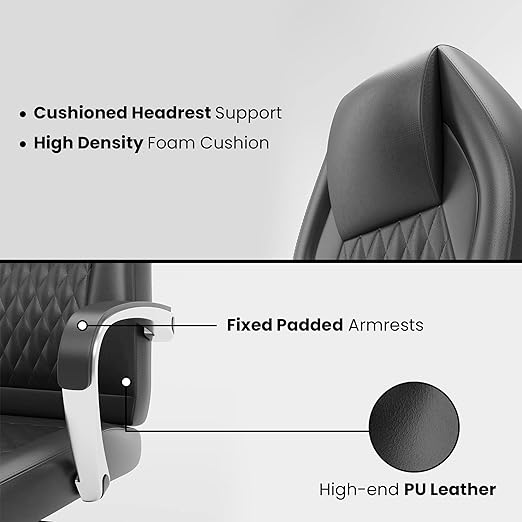 • Cushioned Headrest Support
• High Density Foam Cushion
Fixed Padded Armrests
High-end PU Leather